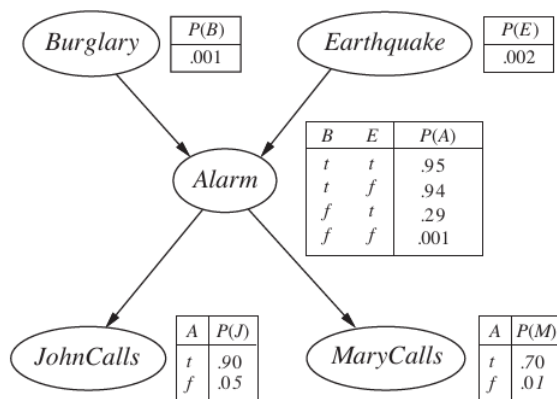 Burglary
P(B)
.001
Earthquake
P(E)
.002
Alarm
B E P(A)
t t .95
t f .94
f t .29
f f .001
JohnCalls
A P(J)
t .90
f .05
MaryCalls
A P(M)
t .70
f .01